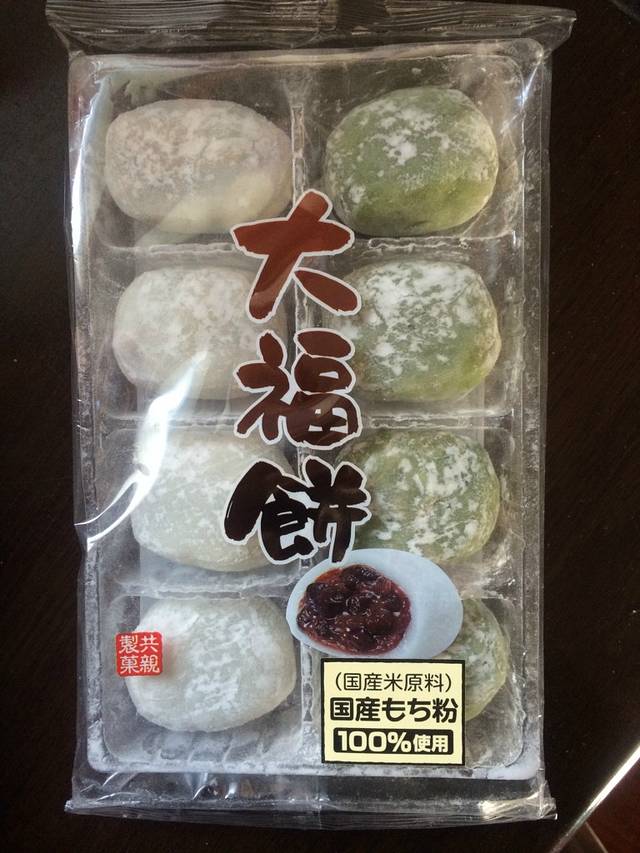 大福餅
共親
製菓
(国産米原料)
国産もち粉
100%使用